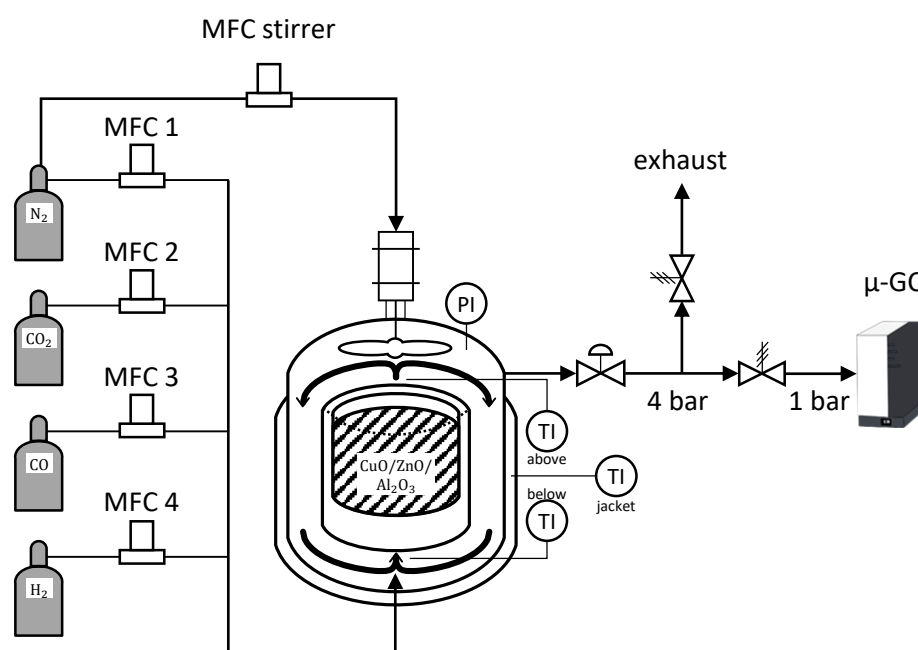 MFC stirrer
MFC 1
N₂
MFC 2
CO₂
MFC 3
CO
MFC 4
H₂
exhaust
PI
μ-GC
4 bar
1 bar
TI
above
CuO/ZnO/
Al₂O₃
TI
jacket
below
TI